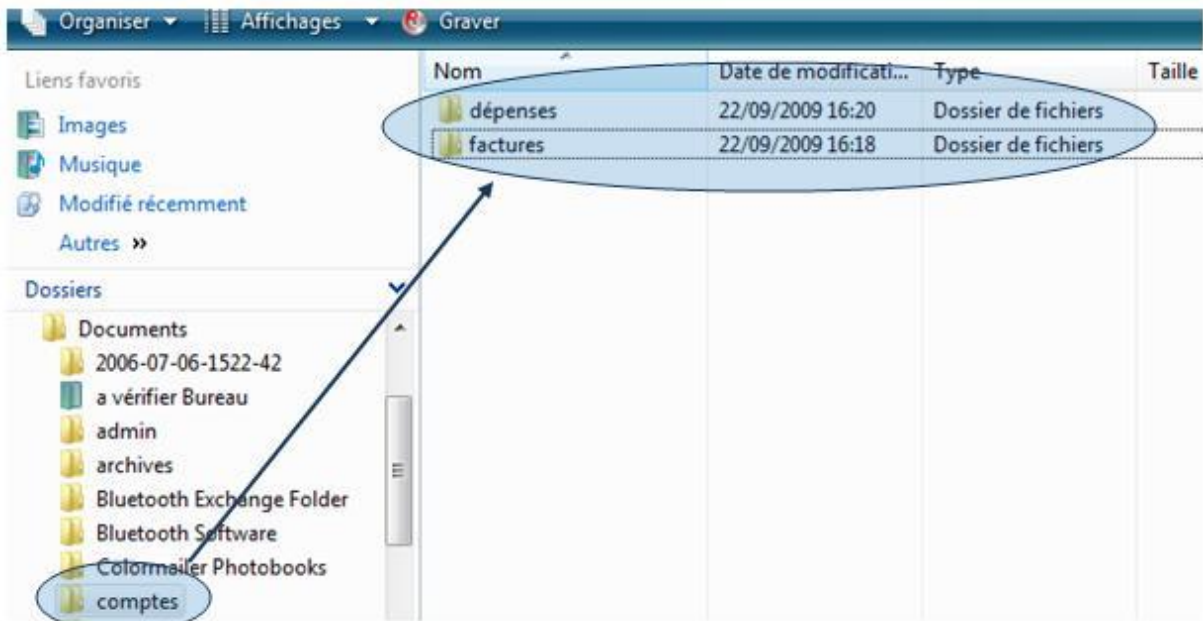 Organiser Affichages Graver
Liens favoris
Images
Musique
Modifié récemment
Autres »
Dossiers
Documents
2006-07-06-1522-42
a vérifier Bureau
admin
archives
Bluetooth Exchange Folder
Bluetooth Software
Colormailer Photobooks
comptes
Nom Date de modificati... Type Taille
dépenses 22/09/2009 16:20 Dossier de fichiers
factures 22/09/2009 16:18 Dossier de fichiers